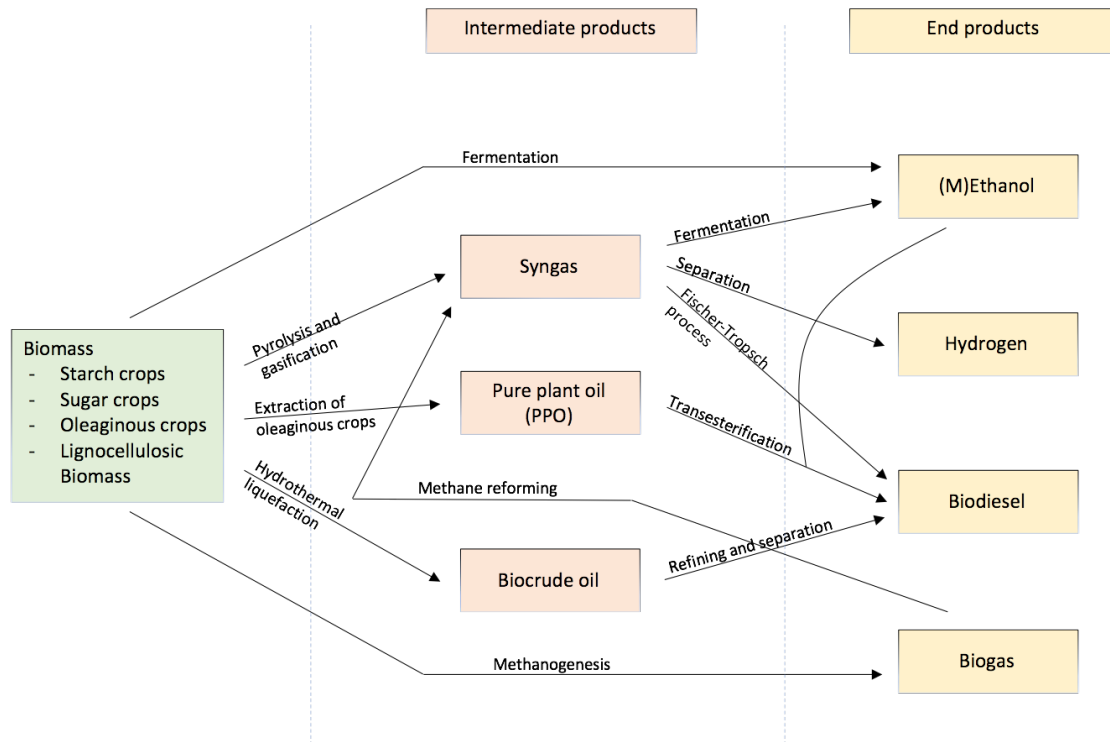 Intermediate products
End products
Fermentation
(M)Ethanol
Fermentation
Syngas
Separation
Fischer-Tropsch
process
Pyrolysis and
gasification
Hydrogen
Biomass
- Starch crops
- Sugar crops
- Oleaginous crops
- Lignocellulosic
Biomass
Pure plant oil
(PPO)
Extraction of
oleaginous crops
Transesterification
Hydrothermal
liquefaction
Methane reforming
Biodiesel
Refining and separation
Biocrude oil
Methanogenesis
Biogas